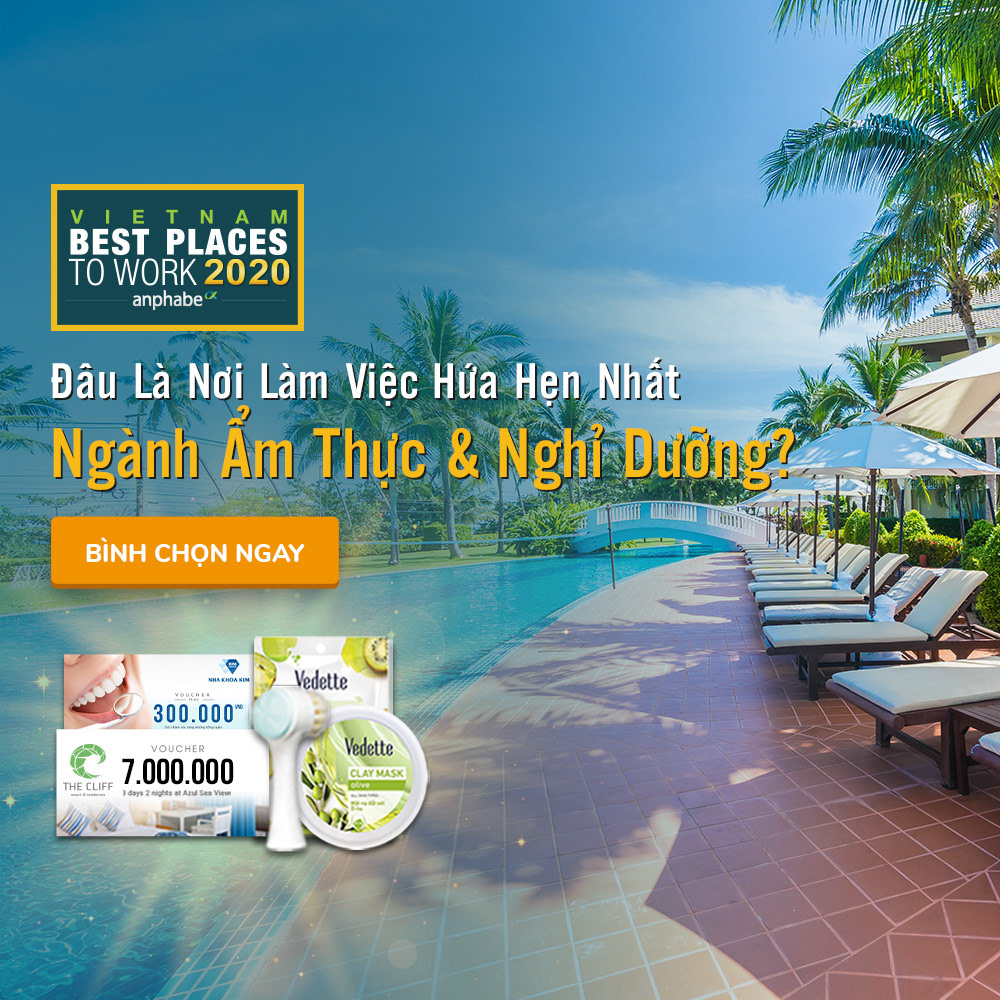 VIETNAM
BEST PLACES
TO WORK 2020
anphabe
Đâu Là Nơi Làm Việc Hứa Hẹn Nhất
Ngành Ẩm Thực & Nghỉ Dưỡng?
BÌNH CHỌN NGAY
NHA KHOA KIM
VOUCHER
300.000 VNĐ
VOUCHER
7.000.000
THE CLIFF
3 days 2 nights at Azul Sea View
Vedette
Vedette
CLAY MASK
olive